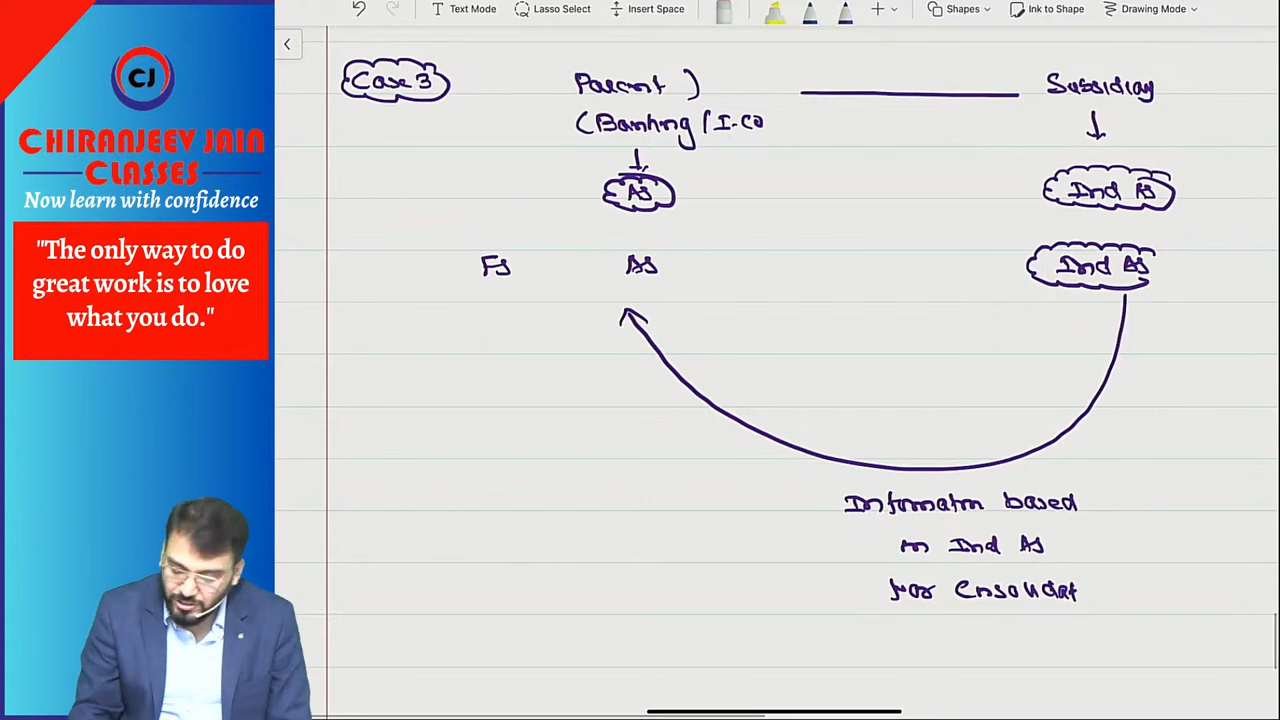 Text Mode Lasso Select Insert Space Shapes Ink to Shape Drawing Mode
CJ
CHIRANJEEV JAIN
CLASSES
Now learn with confidence
"The only way to do
great work is to love
what you do."
Case 3 Parent ) Subsidiary
(Banking / I-Co
AS Ind AS
FS AS Ind AS
Information based
on Ind AS
for Consolidat